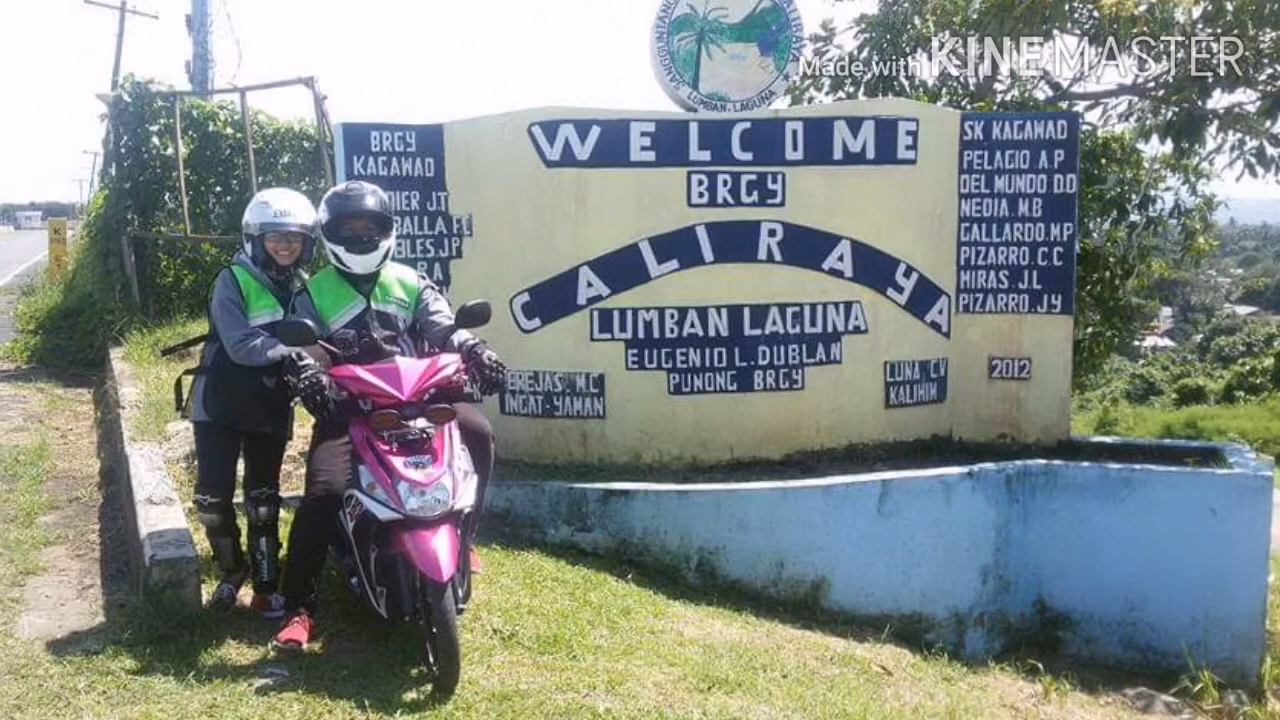 Made with KINEMASTER
LUMBAN, LAGUNA
WELCOME
BRGY
CALIRAYA
LUMBAN LAGUNA
EUGENIO L. DUBLAN
PUNONG BRGY
BRGY
KAGAWAD
J.T
J.P
SK KAGAWAD
PELAGIO A.P
DEL MUNDO D.D
NEDIA. M.B
GALLARDO. M.P
PIZARRO. C.C
MIRAS. J.L
PIZARRO. J.Y
M.C
INGAT-YAMAN
LUNA, C.V
KALIHIM
2012